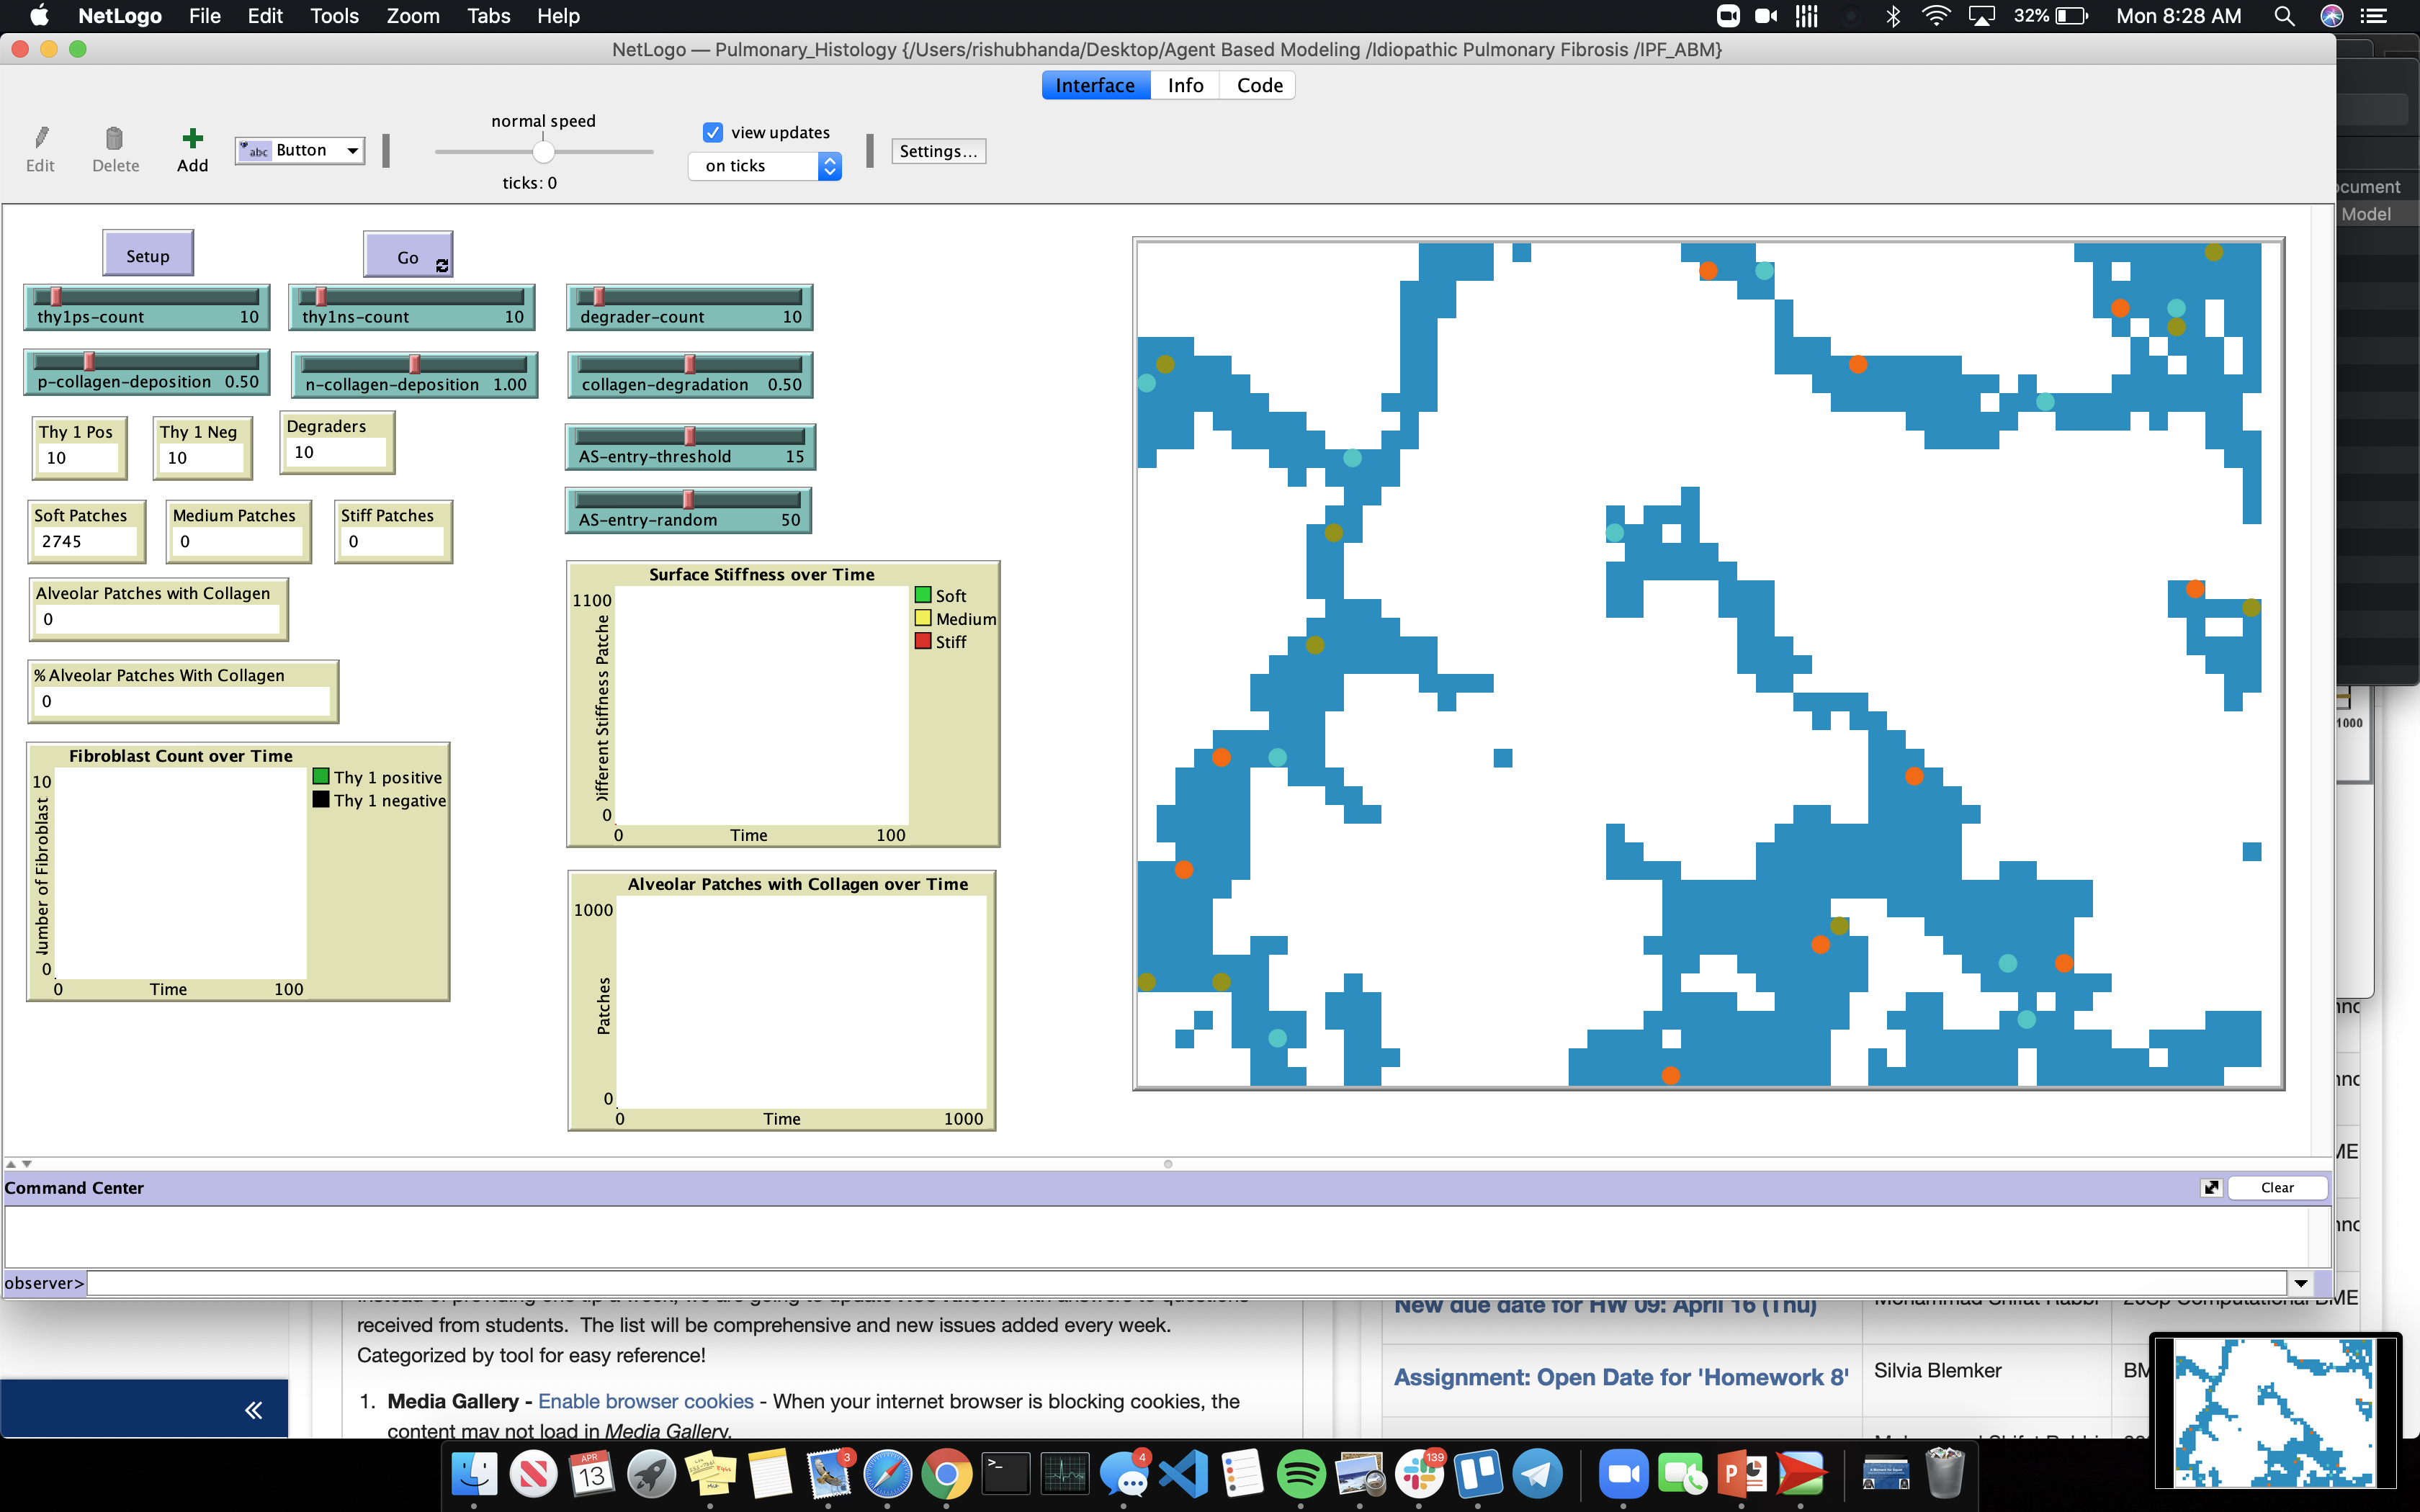 NetLogo File Edit Tools Zoom Tabs Help 32% Mon 8:28 AM
NetLogo — Pulmonary_Histology {/Users/rishubhanda/Desktop/Agent Based Modeling /Idiopathic Pulmonary Fibrosis /IPF_ABM}
Interface Info Code
normal speed
view updates
Edit Delete Add abc Button on ticks Settings...
ticks: 0
Model
Setup Go
thy1ps-count 10 thy1ns-count 10 degrader-count 10
p-collagen-deposition 0.50 n-collagen-deposition 1.00 collagen-degradation 0.50
Thy 1 Pos Thy 1 Neg Degraders
10 10 10
AS-entry-threshold 15
AS-entry-random 50
Soft Patches Medium Patches Stiff Patches
2745 0 0
Alveolar Patches with Collagen
0
% Alveolar Patches With Collagen
0
Surface Stiffness over Time
1100
0
0 Time 100
Soft
Medium
Stiff
Fibroblast Count over Time
10
0
0 Time 100
Thy 1 positive
Thy 1 negative
Alveolar Patches with Collagen over Time
1000
Patches
0
0 Time 1000
1000
Command Center
Clear
observer>
received from students. The list will be comprehensive and new issues added every week.
Categorized by tool for easy reference!
1. Media Gallery - Enable browser cookies - When your internet browser is blocking cookies, the
content may not load in Media Gallery.
New due date for HW 09: April 16 (Thu)
Assignment: Open Date for 'Homework 8' Silvia Blemker
APR
13
3
4
139